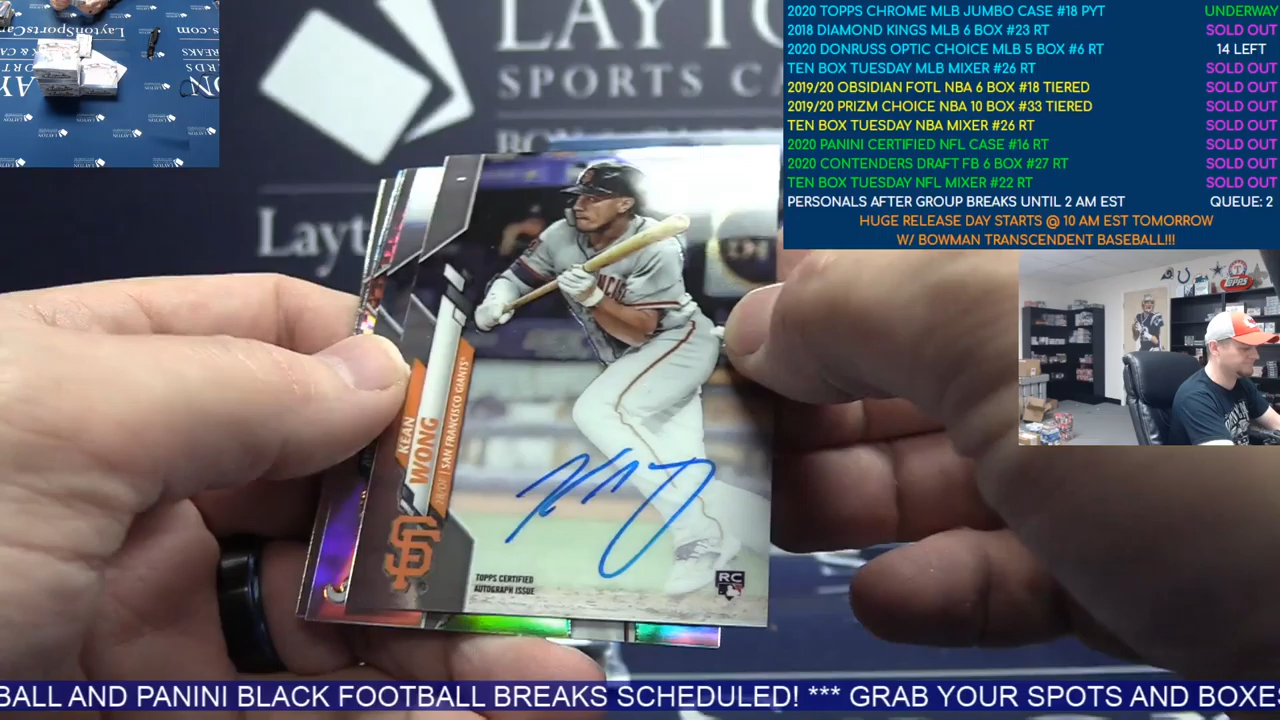 2020 TOPPS CHROME MLB JUMBO CASE #18 PYT UNDERWAY
2018 DIAMOND KINGS MLB 6 BOX #23 RT SOLD OUT
2020 DONRUSS OPTIC CHOICE MLB 5 BOX #6 RT 14 LEFT
TEN BOX TUESDAY MLB MIXER #26 RT SOLD OUT
2019/20 OBSIDIAN FOTL NBA 6 BOX #18 TIERED SOLD OUT
2019/20 PRIZM CHOICE NBA 10 BOX #33 TIERED SOLD OUT
TEN BOX TUESDAY NBA MIXER #26 RT SOLD OUT
2020 PANINI CERTIFIED NFL CASE #16 RT SOLD OUT
2020 CONTENDERS DRAFT FB 6 BOX #27 RT SOLD OUT
TEN BOX TUESDAY NFL MIXER #22 RT SOLD OUT
PERSONALS AFTER GROUP BREAKS UNTIL 2 AM EST QUEUE: 2
HUGE RELEASE DAY STARTS @ 10 AM EST TOMORROW
W/ BOWMAN TRANSCENDENT BASEBALL!!!
LAYTO
SPORTS CA
Layt
KEAN
WONG
SAN FRANCISCO GIANTS
SF
TOPPS CERTIFIED
AUTOGRAPH ISSUE
RC
BALL AND PANINI BLACK FOOTBALL BREAKS SCHEDULED! *** GRAB YOUR SPOTS AND BOXES